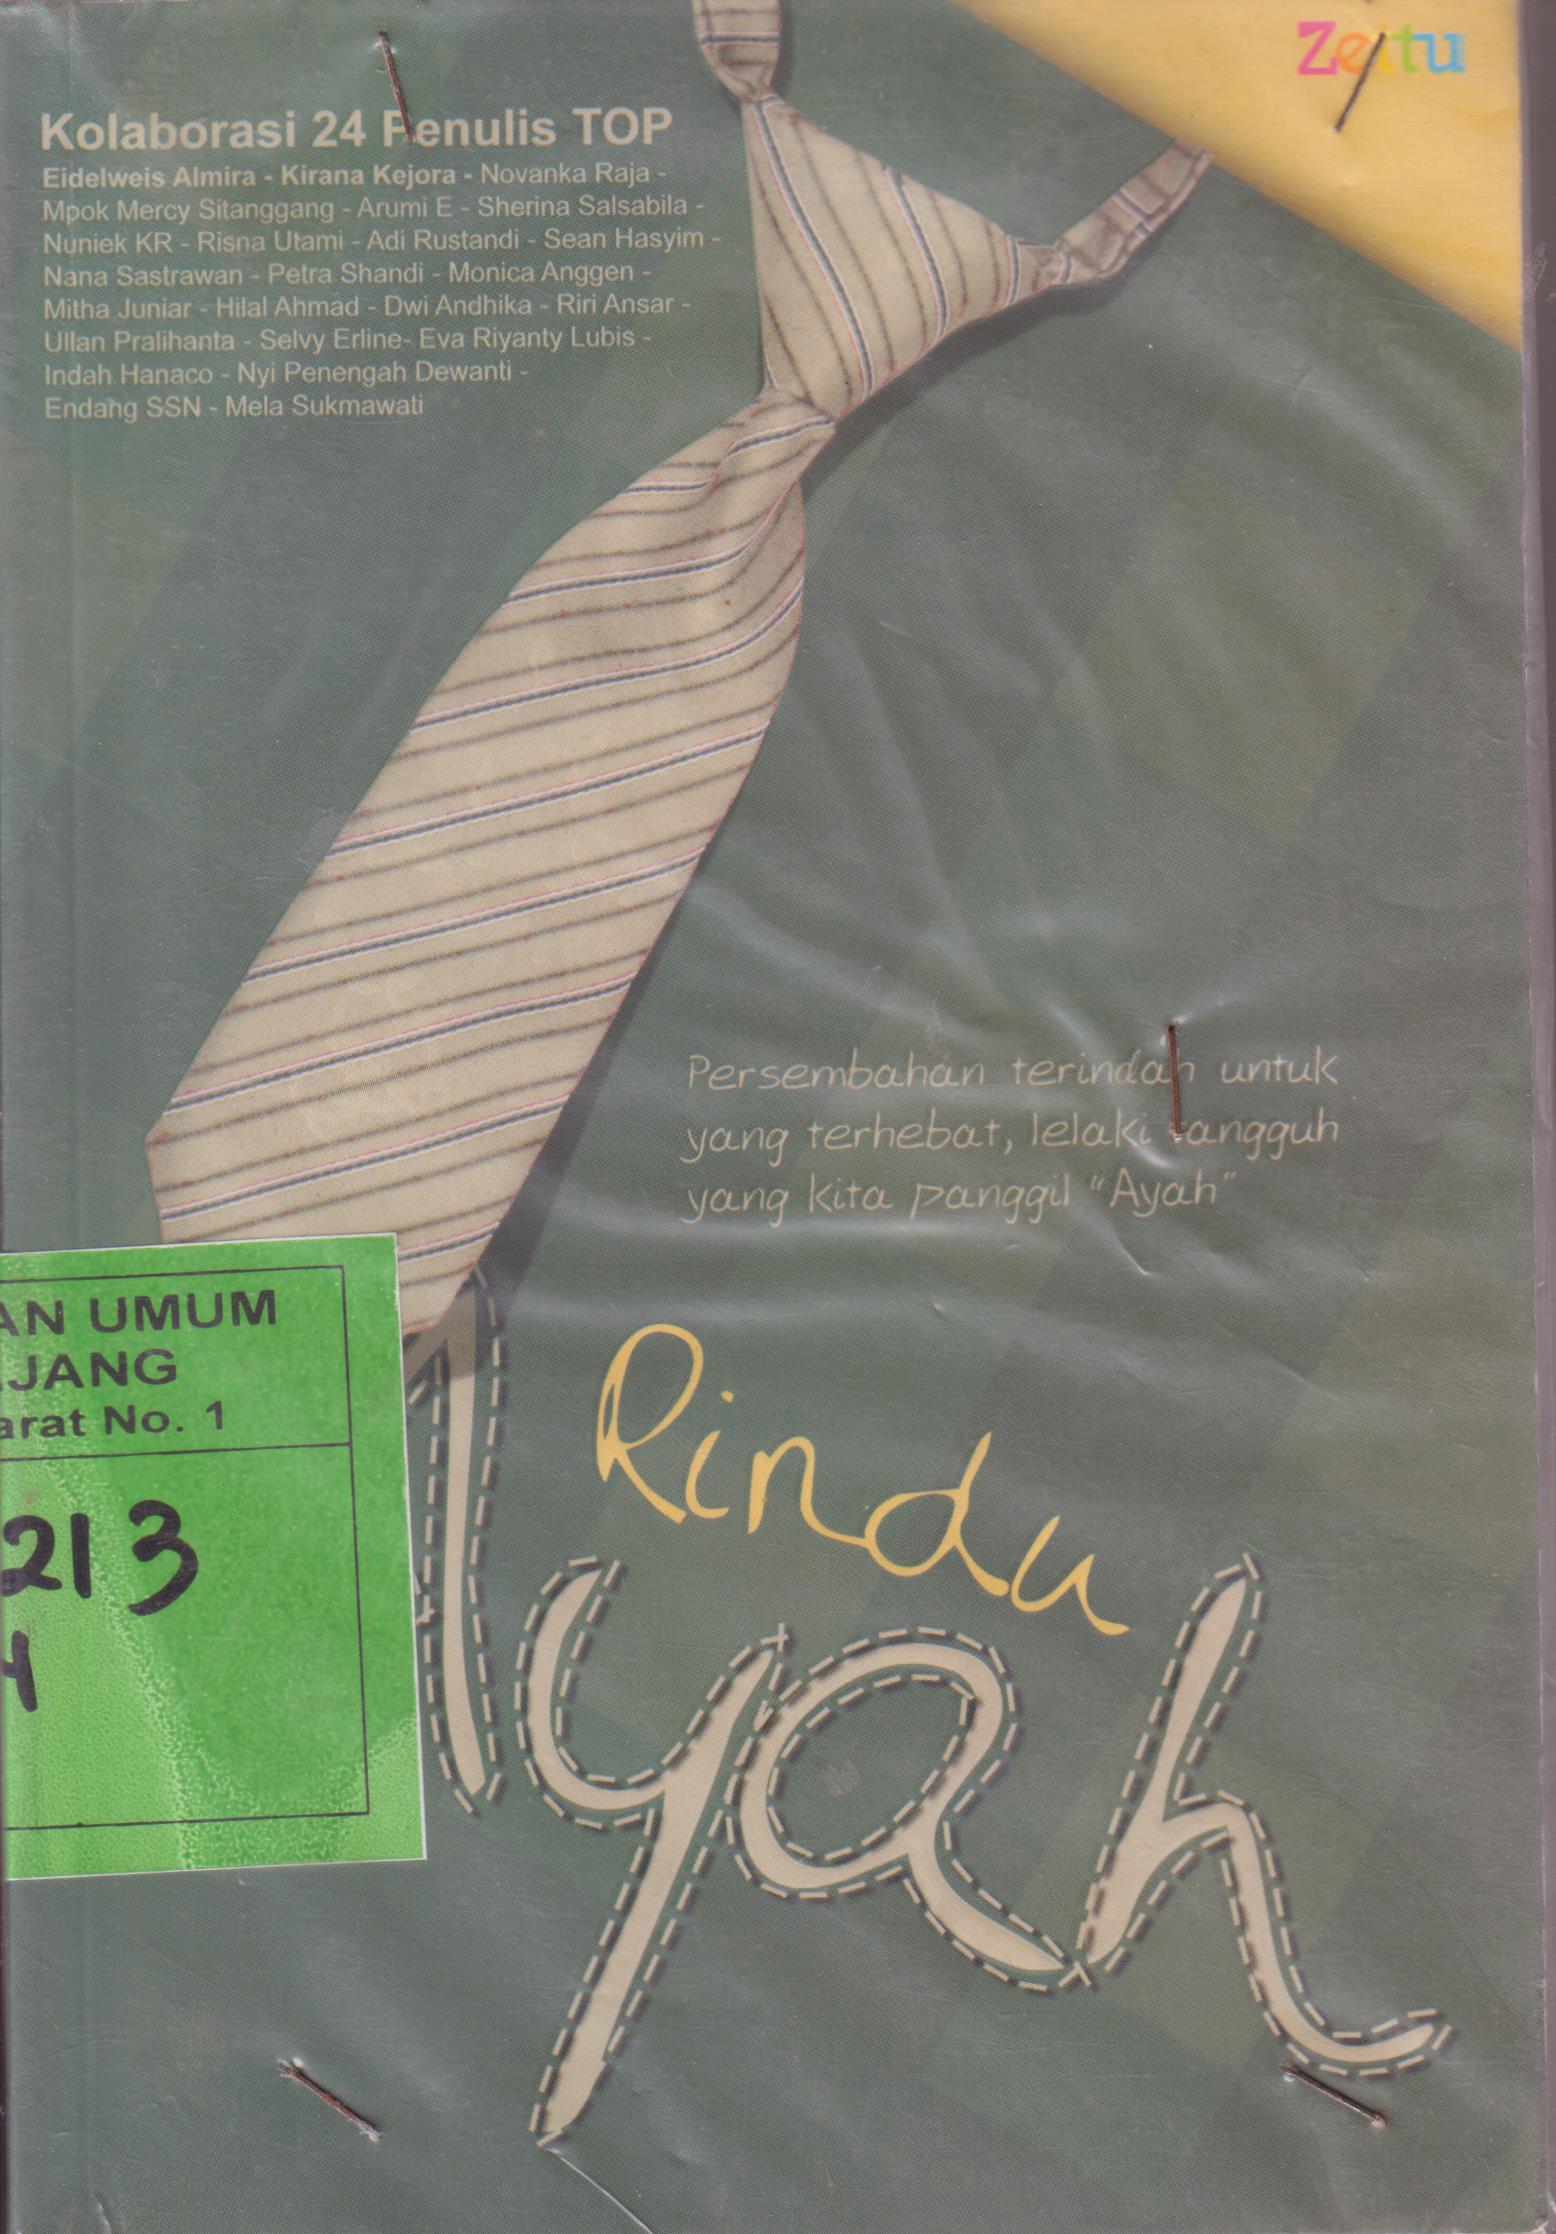 Zeitu
Kolaborasi 24 Penulis TOP
Eidelweis Almira - Kirana Kejora - Novanka Raja -
Mpok Mercy Sitanggang - Arumi E - Sherina Salsabila -
Nuniek KR - Risna Utami - Adi Rustandi - Sean Hasyim -
Nana Sastrawan - Petra Shandi - Monica Anggen -
Mitha Juniar - Hilal Ahmad - Dwi Andhika - Riri Ansar -
Ullan Pralihanta - Selvy Erline- Eva Riyanty Lubis -
Indah Hanaco - Nyi Penengah Dewanti -
Endang SSN - Mela Sukmawati
Persembahan terindah untuk
yang terhebat, lelaki tangguh
yang kita panggil "Ayah"
Rindu
Ayah
AN UMUM
JANG
arat No. 1
213
4